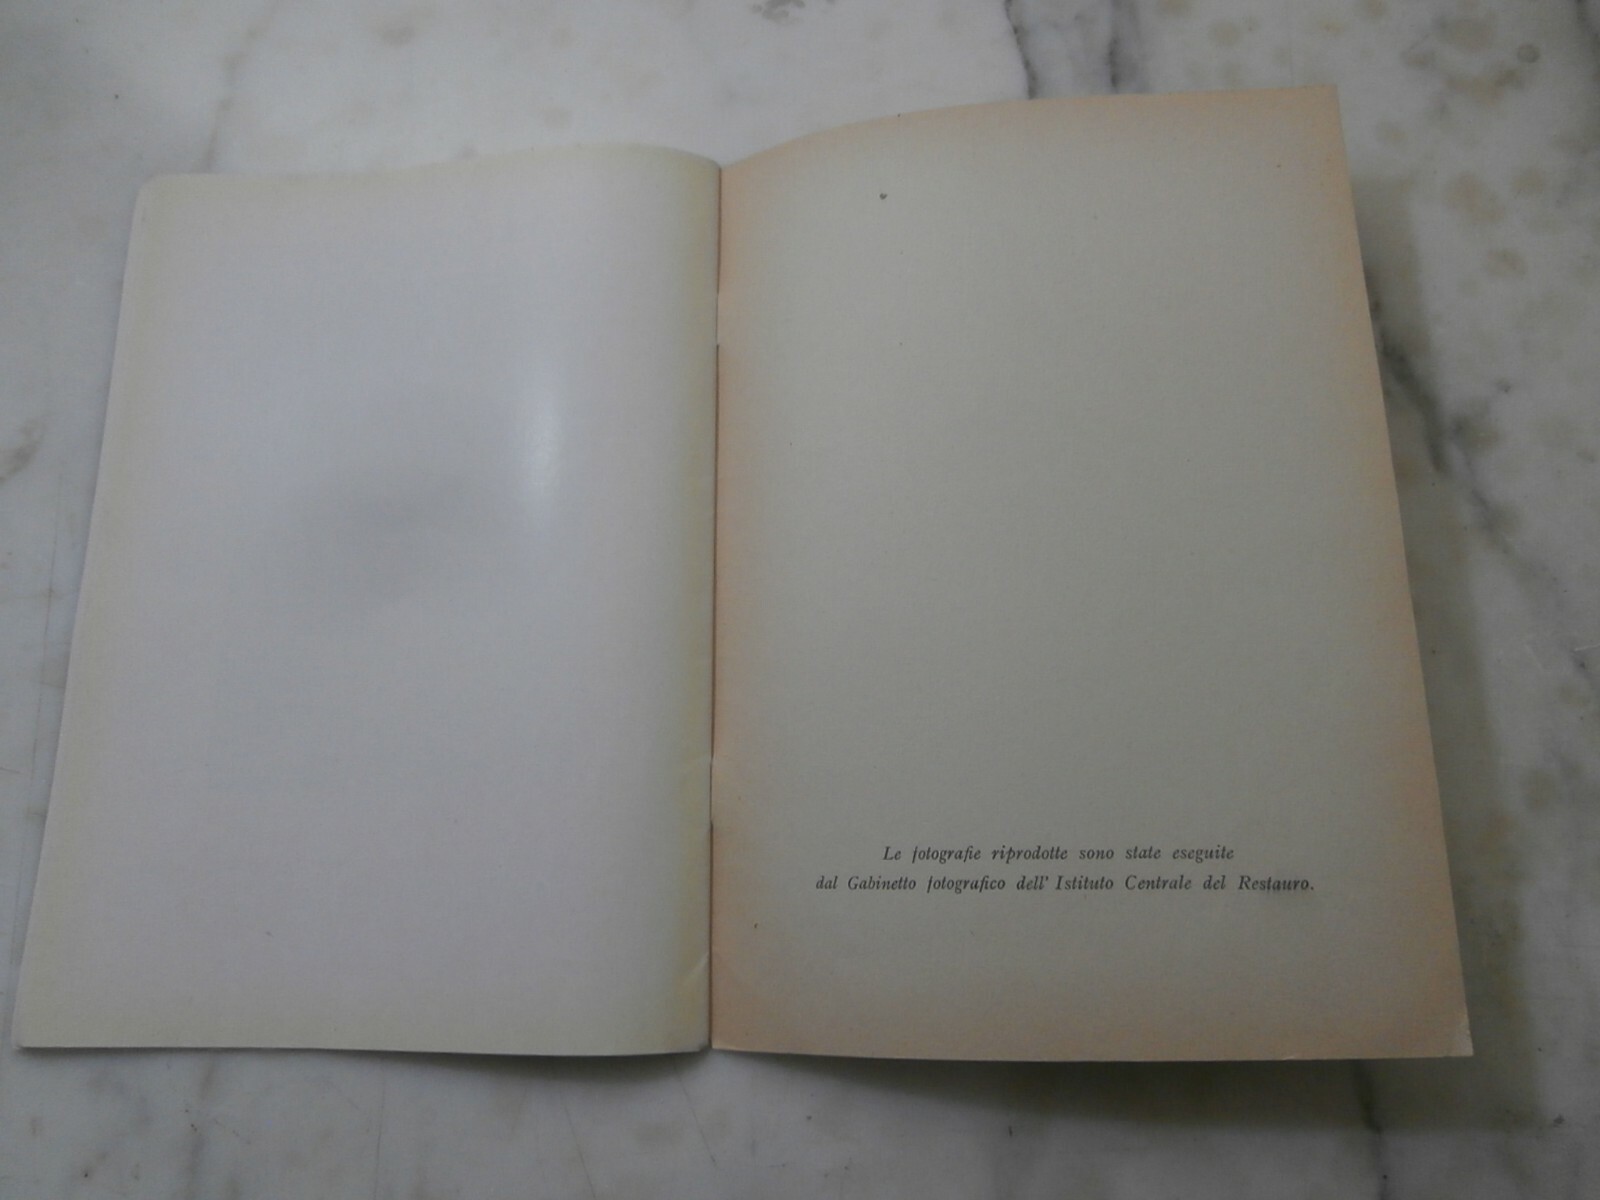 Le fotografie riprodotte sono state eseguite
dal Gabinetto fotografico dell' Istituto Centrale del Restauro.